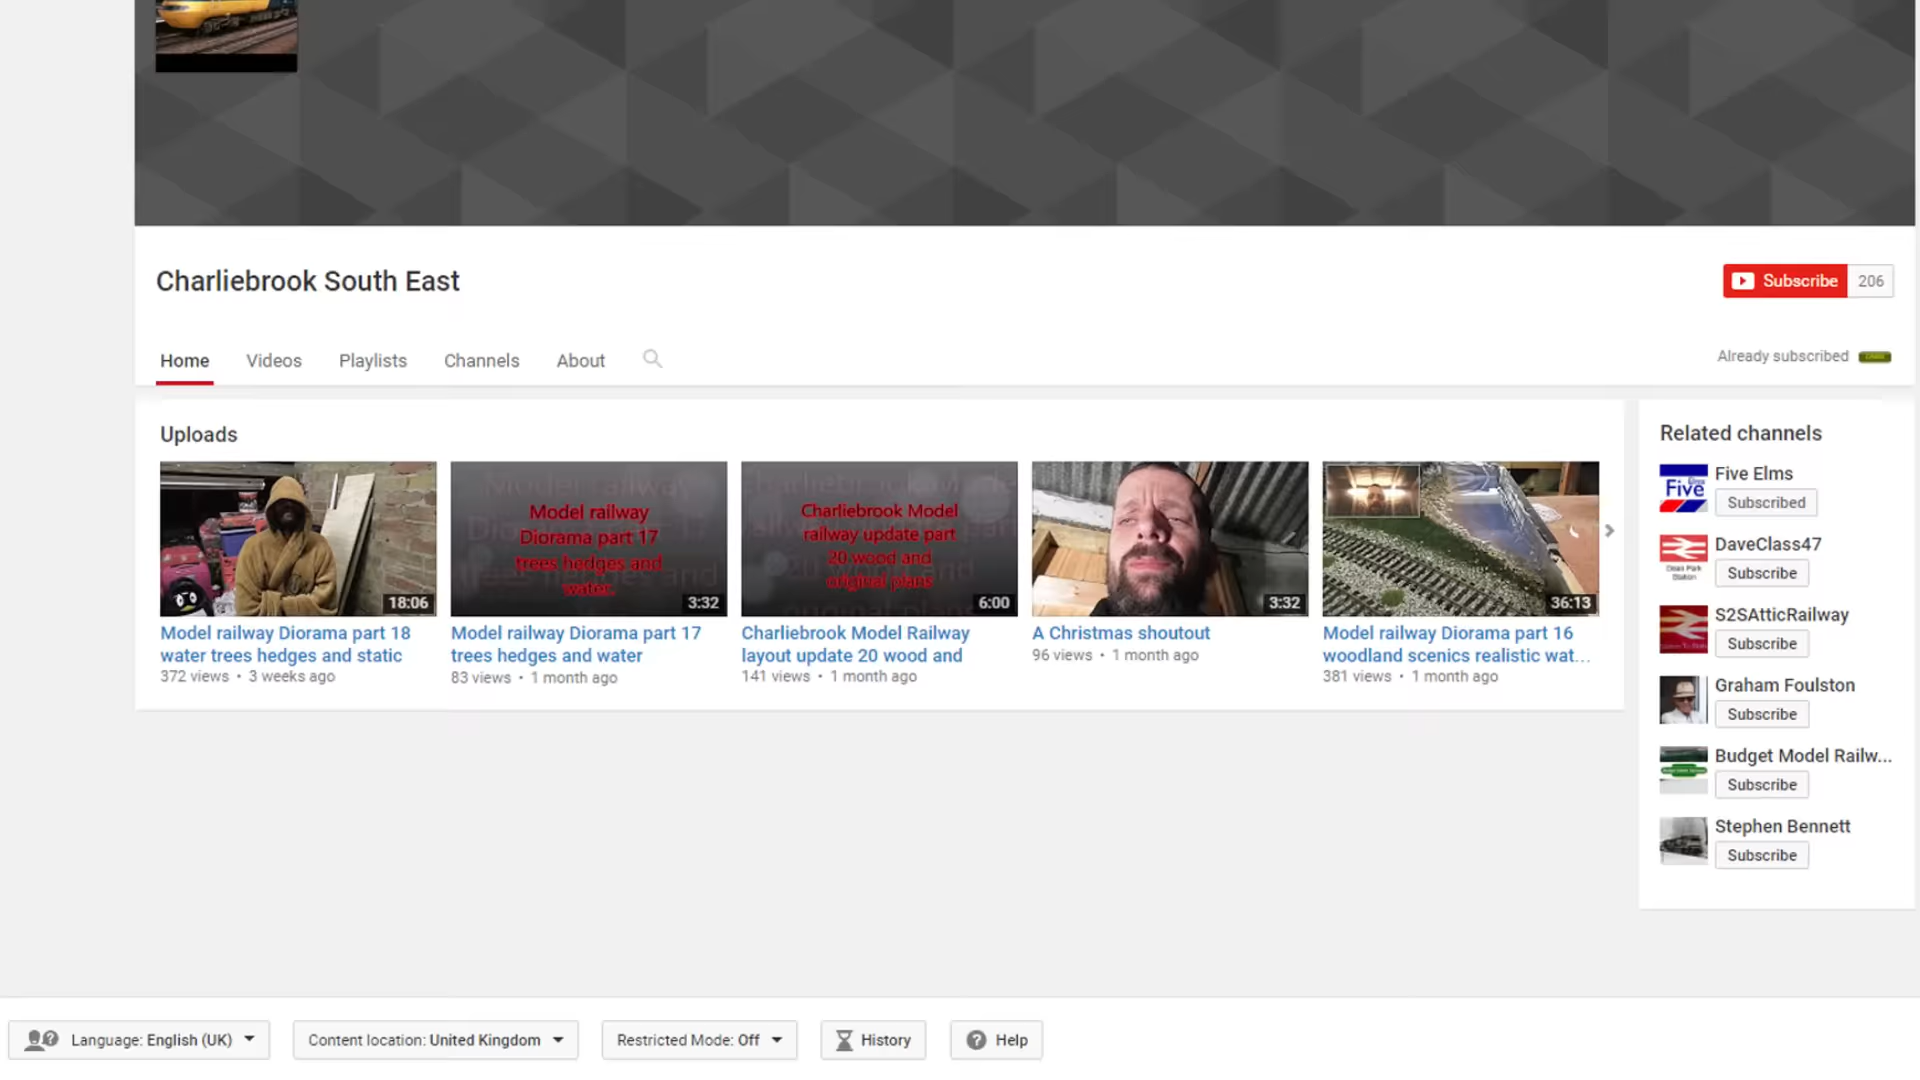 Charliebrook South East
Subscribe 206
Home Videos Playlists Channels About
Already subscribed
Uploads
Model railway
Diorama part 17
trees hedges and
water.
Charliebrook Model
railway update part
20 wood and
original plans
18:06
3:32
6:00
3:32
36:13
Model railway Diorama part 18
water trees hedges and static
372 views • 3 weeks ago
Model railway Diorama part 17
trees hedges and water
83 views • 1 month ago
Charliebrook Model Railway
layout update 20 wood and
141 views • 1 month ago
A Christmas shoutout
96 views • 1 month ago
Model railway Diorama part 16
woodland scenics realistic wat...
381 views • 1 month ago
Related channels
Five
Five Elms
Subscribed
DaveClass47
Subscribe
S2SAtticRailway
Subscribe
Graham Foulston
Subscribe
Budget Model Railw...
Subscribe
Stephen Bennett
Subscribe
Language: English (UK)
Content location: United Kingdom
Restricted Mode: Off
History
Help